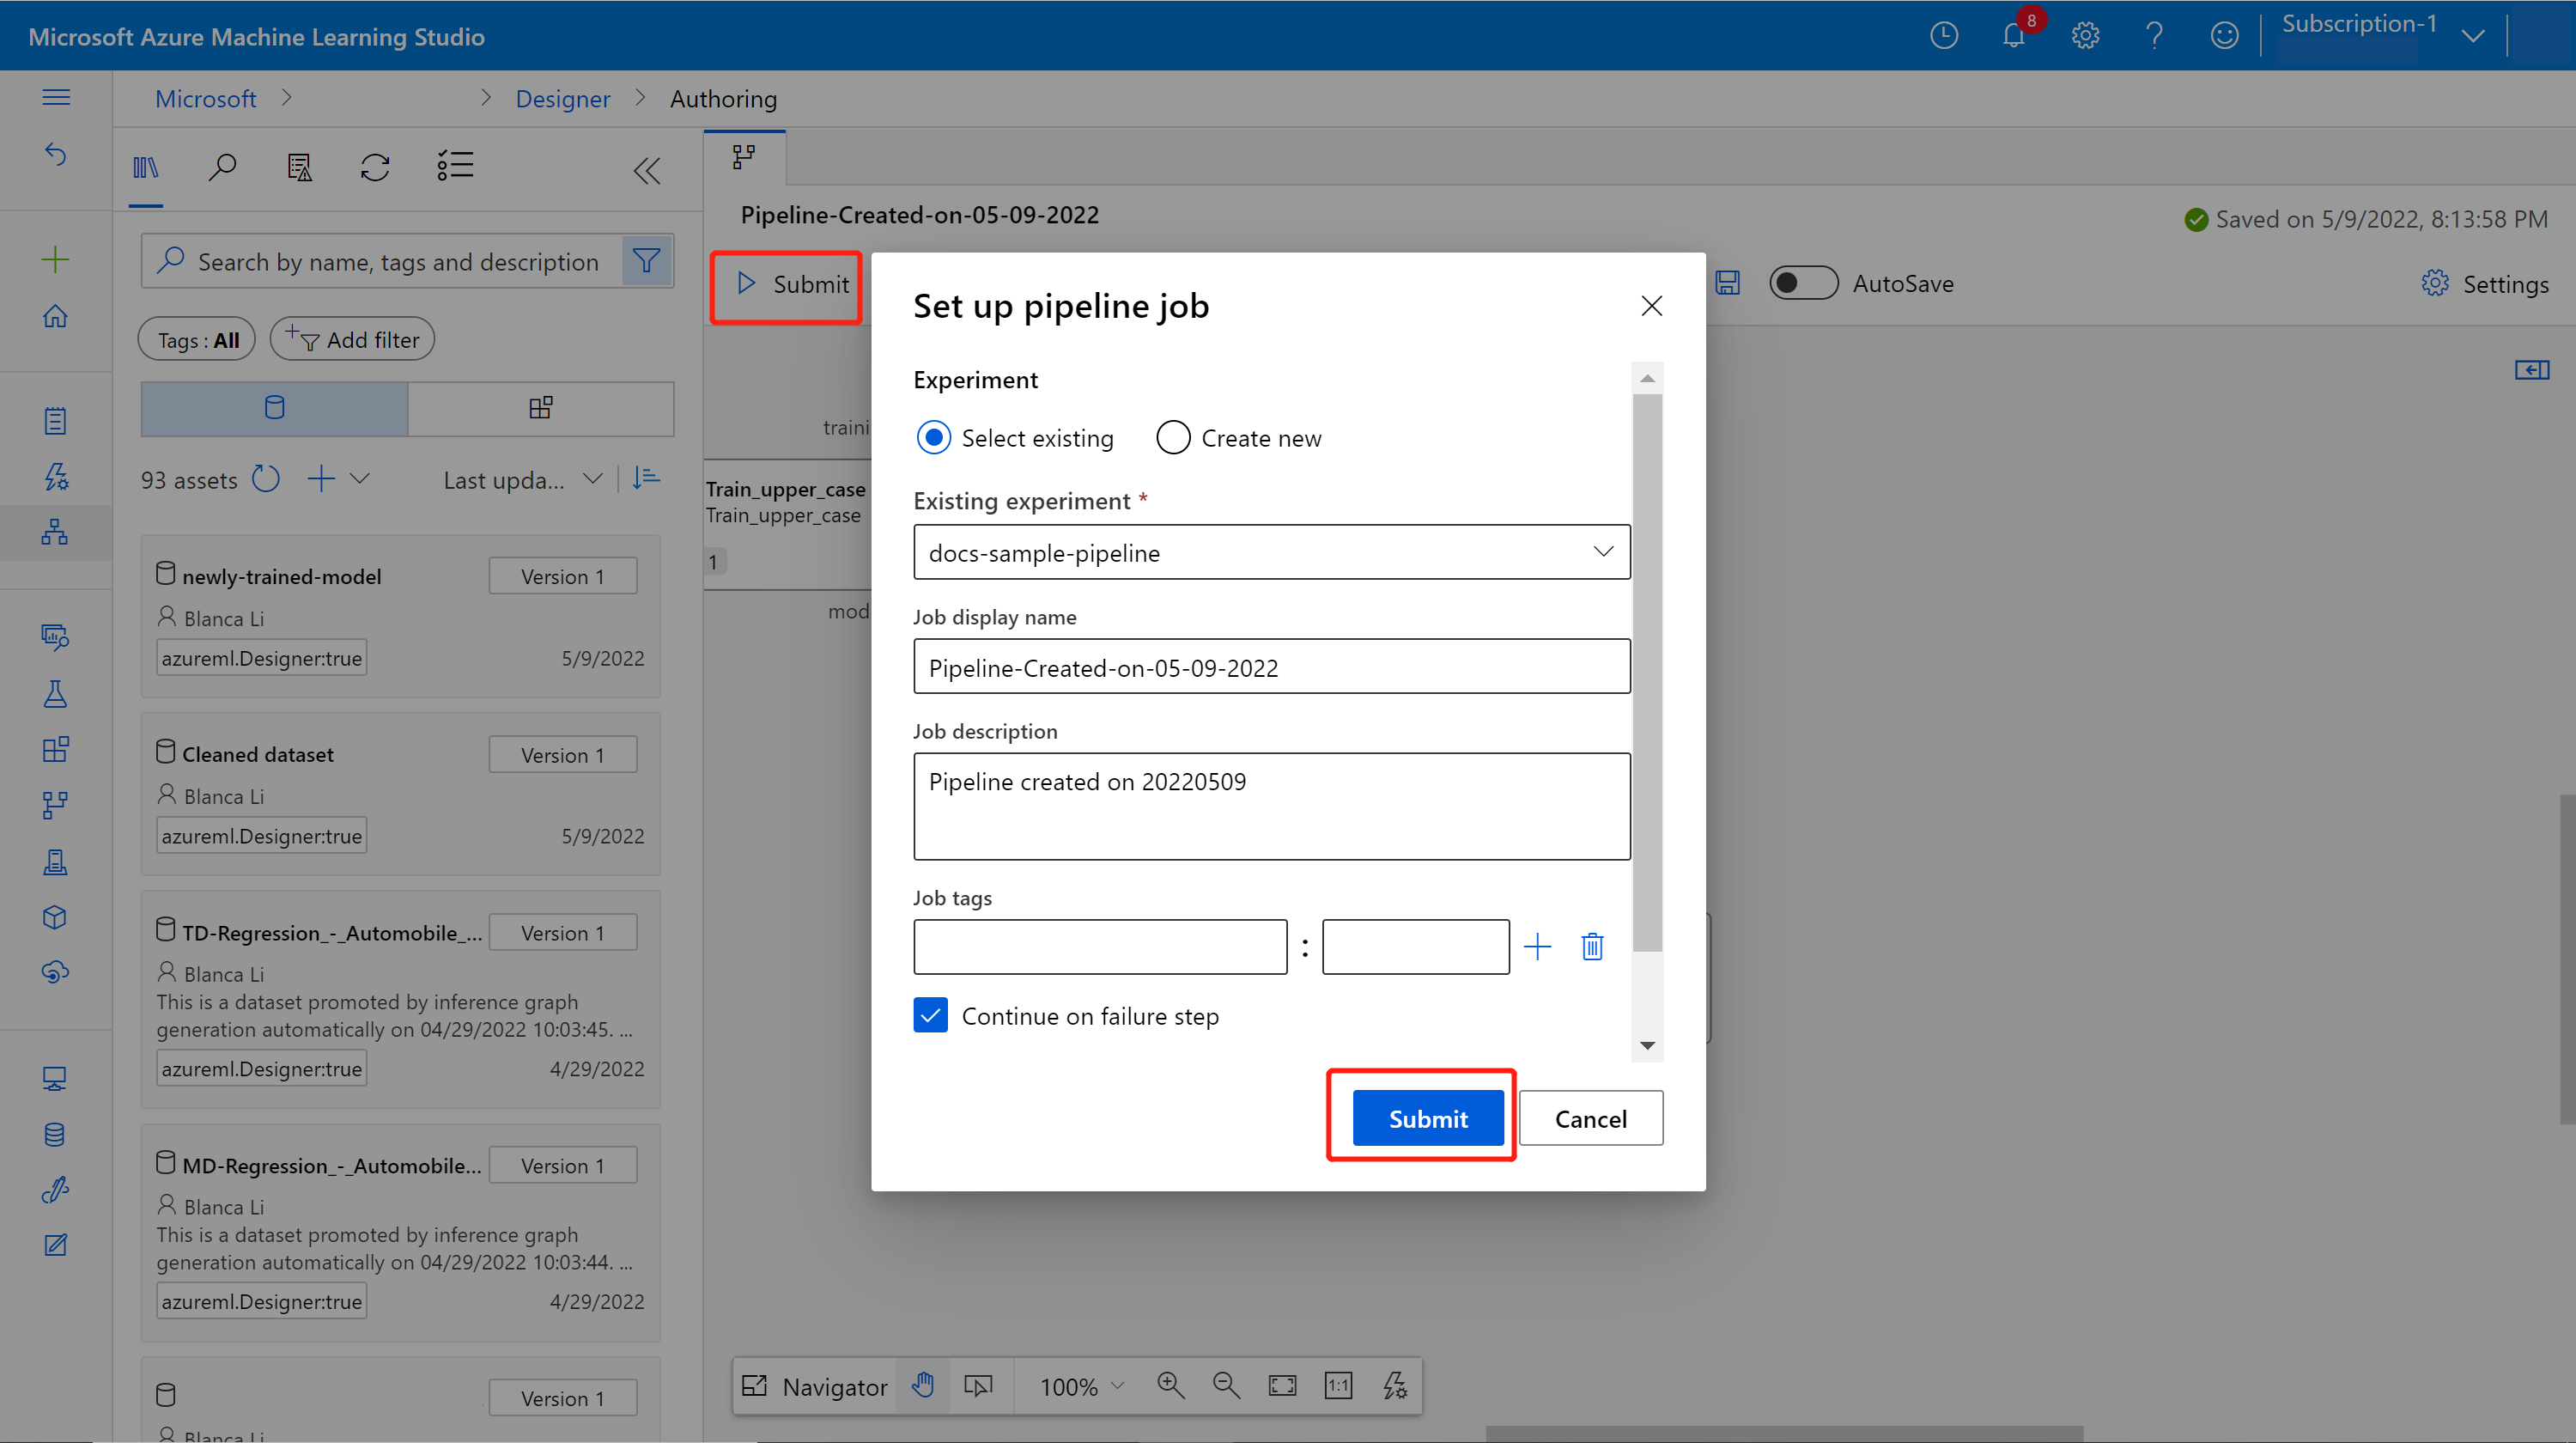 Microsoft Azure Machine Learning Studio
8
Subscription-1
Microsoft > > Designer > Authoring
Pipeline-Created-on-05-09-2022
Saved on 5/9/2022, 8:13:58 PM
Submit
AutoSave
Settings
Search by name, tags and description
Tags : All
Add filter
93 assets
Last upda...
newly-trained-model
Version 1
Blanca Li
azureml.Designer:true
5/9/2022
Cleaned dataset
Version 1
Blanca Li
azureml.Designer:true
5/9/2022
TD-Regression_-_Automobile_...
Version 1
Blanca Li
This is a dataset promoted by inference graph
generation automatically on 04/29/2022 10:03:45. ...
azureml.Designer:true
4/29/2022
MD-Regression_-_Automobile...
Version 1
Blanca Li
This is a dataset promoted by inference graph
generation automatically on 04/29/2022 10:03:44. ...
azureml.Designer:true
4/29/2022
Version 1
Blanca Li
traini
Train_upper_case
Train_upper_case
1
mod
Set up pipeline job
Experiment
Select existing
Create new
Existing experiment *
docs-sample-pipeline
Job display name
Pipeline-Created-on-05-09-2022
Job description
Pipeline created on 20220509
Job tags
:
Continue on failure step
Submit
Cancel
Navigator
100%
1:1